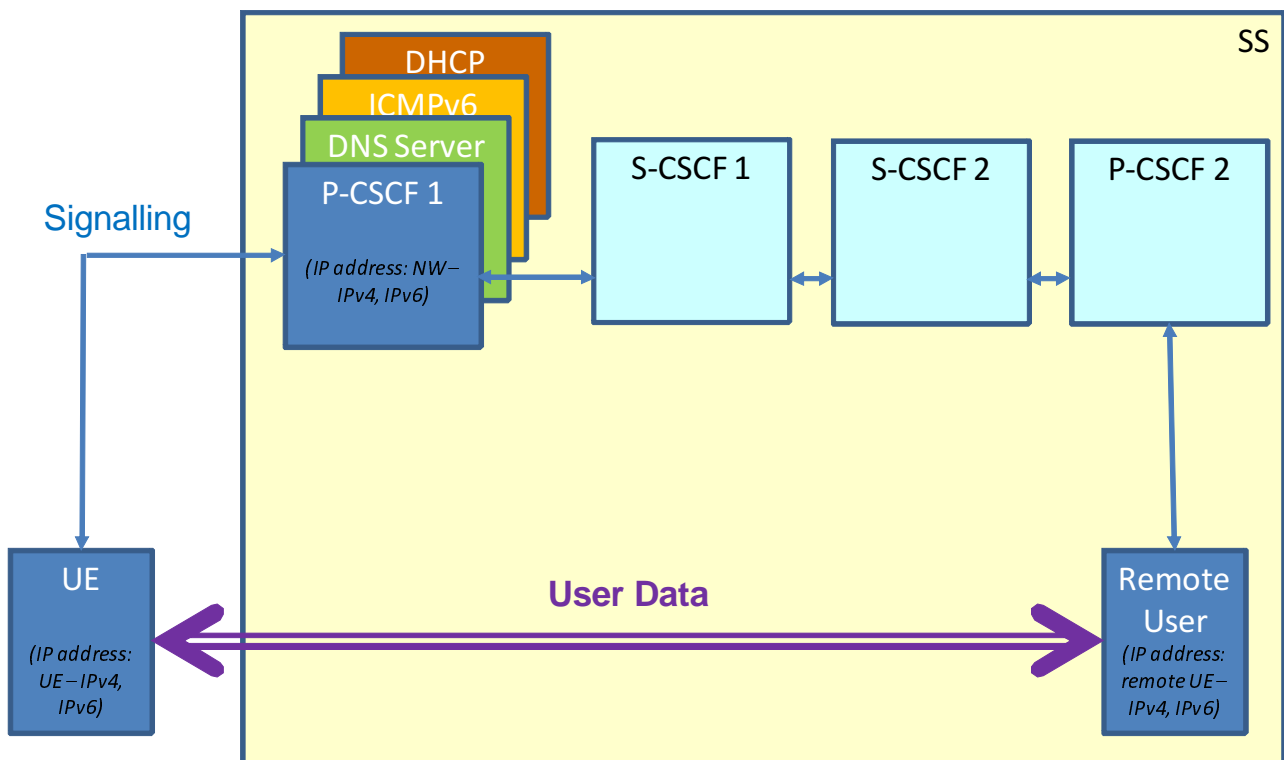 SS
DHCP
ICMPv6
DNS Server
P-CSCF 1
(IP address: NW–
IPv4, IPv6)
S-CSCF 1
S-CSCF 2
P-CSCF 2
Signalling
UE
(IP address:
UE–IPv4,
IPv6)
User Data
Remote
User
(IP address:
remote UE–
IPv4, IPv6)